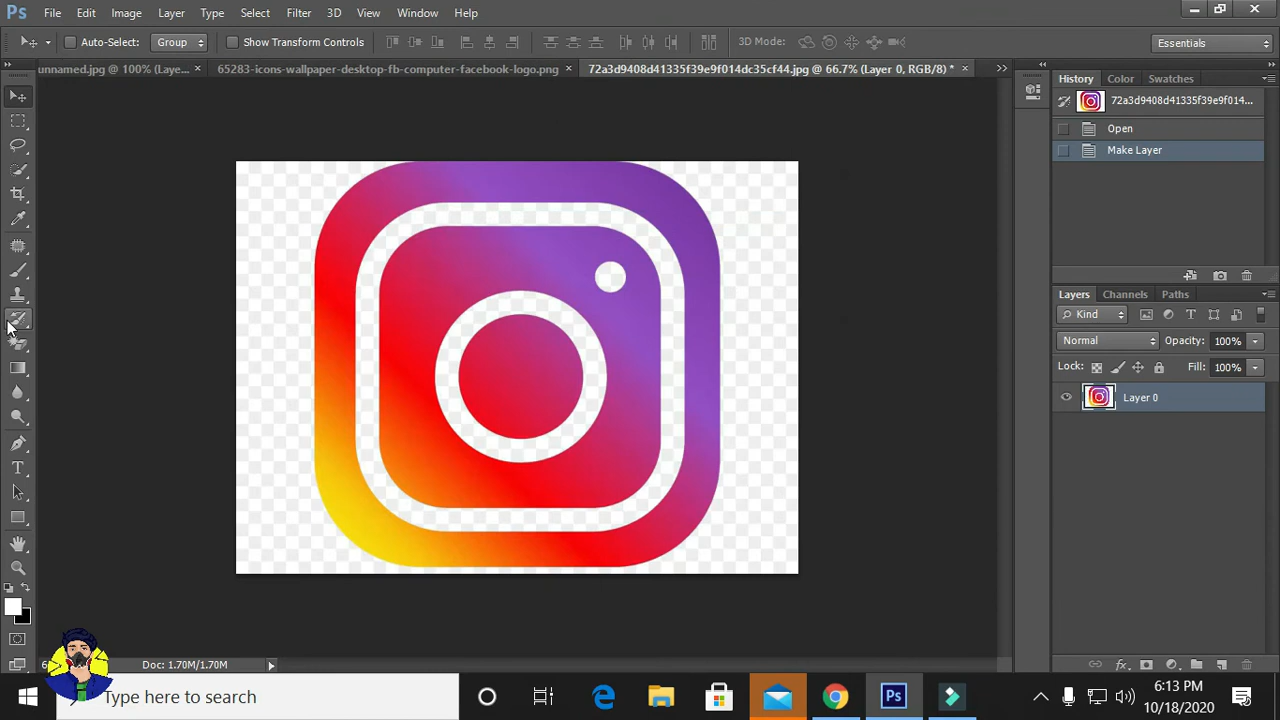 Ps File Edit Image Layer Type Select Filter 3D View Window Help
Auto-Select: Group Show Transform Controls 3D Mode: Essentials
unnamed.jpg @ 100% (Laye... × 65283-icons-wallpaper-desktop-fb-computer-facebook-logo.png × 72a3d9408d41335f39e9f014dc35cf44.jpg @ 66.7% (Layer 0, RGB/8) * ×
History Color Swatches
72a3d9408d41335f39e9f014...
Open
Make Layer
Layers Channels Paths
Kind
Normal Opacity: 100%
Lock: Fill: 100%
Layer 0
Doc: 1.70M/1.70M
Type here to search
Ps
6:13 PM
10/18/2020